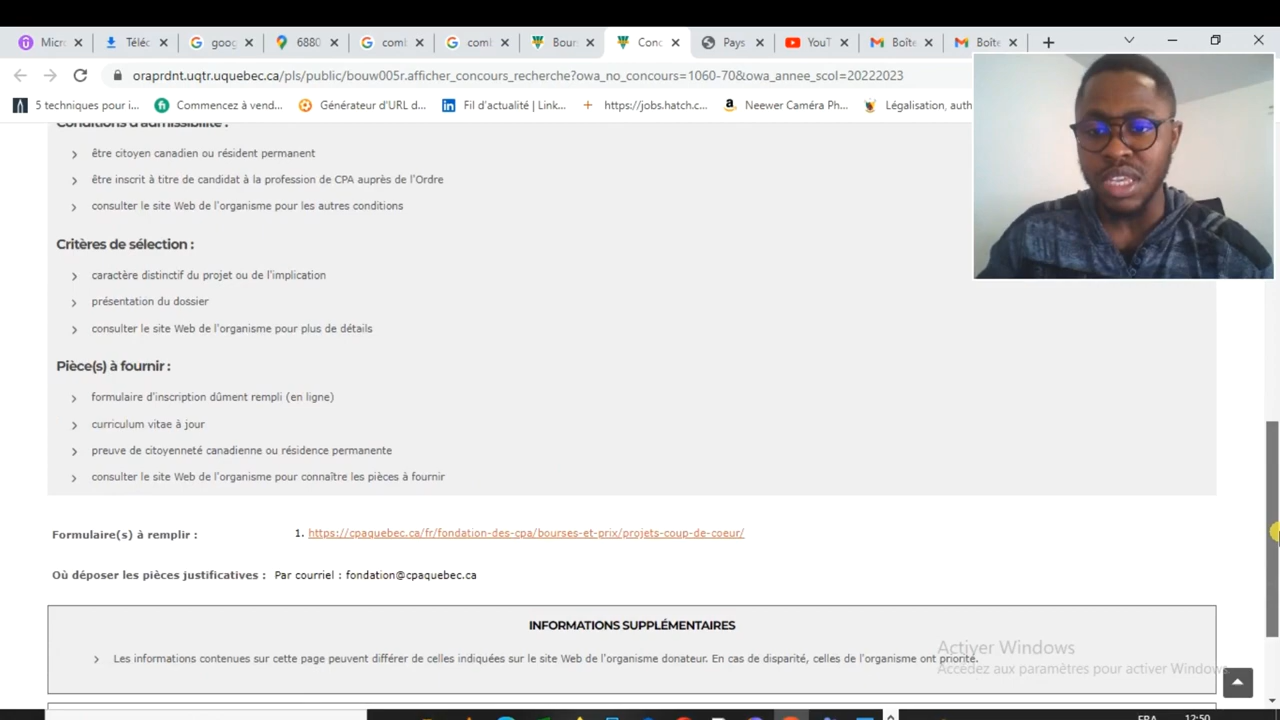 Micro
Téléc
goog
6880
comb
comb
Bour
Conc
Pays
YouT
Boîte
Boîte
oraprdnt.uqtr.uquebec.ca/pls/public/bouw005r.afficher_concours_recherche?owa_no_concours=1060-70&owa_annee_scol=20222023
5 techniques pour i...
Commencez à vend...
Générateur d'URL d...
Fil d'actualité | Link...
https://jobs.hatch.c...
Neewer Caméra Ph...
Légalisation, auth
Conditions d'admissibilité :
être citoyen canadien ou résident permanent
être inscrit à titre de candidat à la profession de CPA auprès de l'Ordre
consulter le site Web de l'organisme pour les autres conditions
Critères de sélection :
caractère distinctif du projet ou de l'implication
présentation du dossier
consulter le site Web de l'organisme pour plus de détails
Pièce(s) à fournir :
formulaire d'inscription dûment rempli (en ligne)
curriculum vitae à jour
preuve de citoyenneté canadienne ou résidence permanente
consulter le site Web de l'organisme pour connaître les pièces à fournir
Formulaire(s) à remplir : 1. https://cpaquebec.ca/fr/fondation-des-cpa/bourses-et-prix/projets-coup-de-coeur/
Où déposer les pièces justificatives : Par courriel : fondation@cpaquebec.ca
INFORMATIONS SUPPLÉMENTAIRES
Activer Windows
Les informations contenues sur cette page peuvent différer de celles indiquées sur le site Web de l'organisme donateur. En cas de disparité, celles de l'organisme ont priorité.
Accédez aux paramètres pour activer Windows.
FRA 12:50